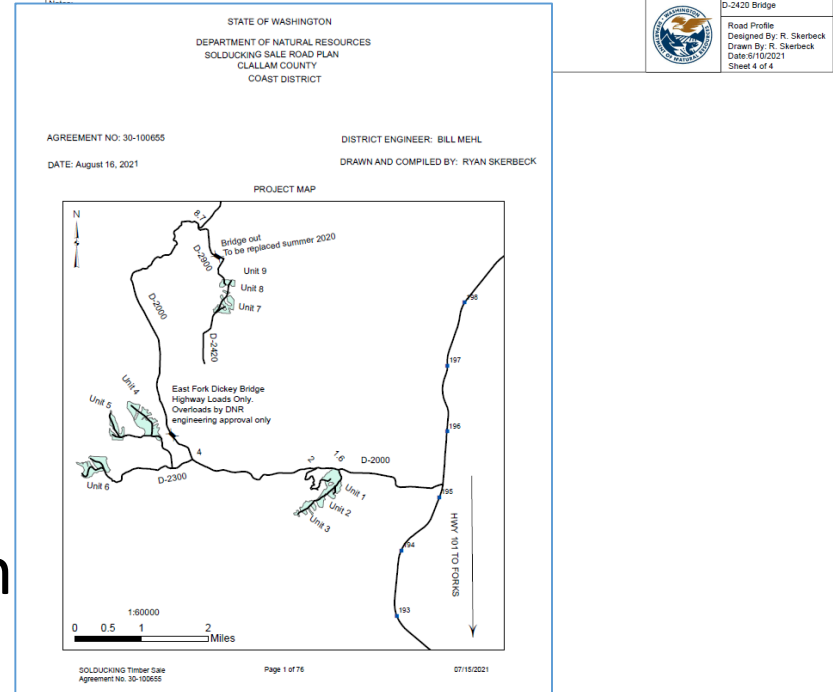 D-2420 Bridge
Road Profile
Designed By: R. Skerbeck
Drawn By: R. Skerbeck
Date:6/10/2021
Sheet 4 of 4
STATE OF WASHINGTON
DEPARTMENT OF NATURAL RESOURCES
SOLDUCKING SALE ROAD PLAN
CLALLAM COUNTY
COAST DISTRICT
AGREEMENT NO: 30-100655
DISTRICT ENGINEER: BILL MEHL
DATE: August 16, 2021
DRAWN AND COMPILED BY: RYAN SKERBECK
PROJECT MAP
N
8.7
Bridge out
To be replaced summer 2020
D-2900
Unit 9
Unit 8
Unit 7
D-2000
D-2420
198
197
196
195
194
193
Unit 4
Unit 5
East Fork Dickey Bridge
Highway Loads Only.
Overloads by DNR
engineering approval only
4
2
1.6
D-2000
Unit 6
D-2300
Unit 1
Unit 2
Unit 3
HWY 101 TO FORKS
1:60000
0 0.5 1 2
Miles
SOLDUCKING Timber Sale
Agreement No. 30-100655
Page 1 of 76
07/15/2021